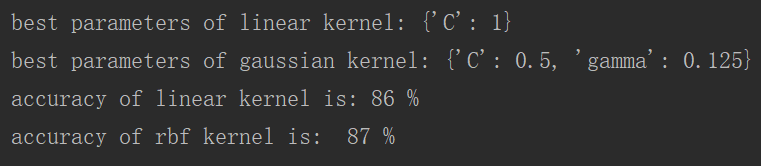 best parameters of linear kernel: {'C': 1}
best parameters of gaussian kernel: {'C': 0.5, 'gamma': 0.125}
accuracy of linear kernel is: 86 %
accuracy of rbf kernel is:  87 %